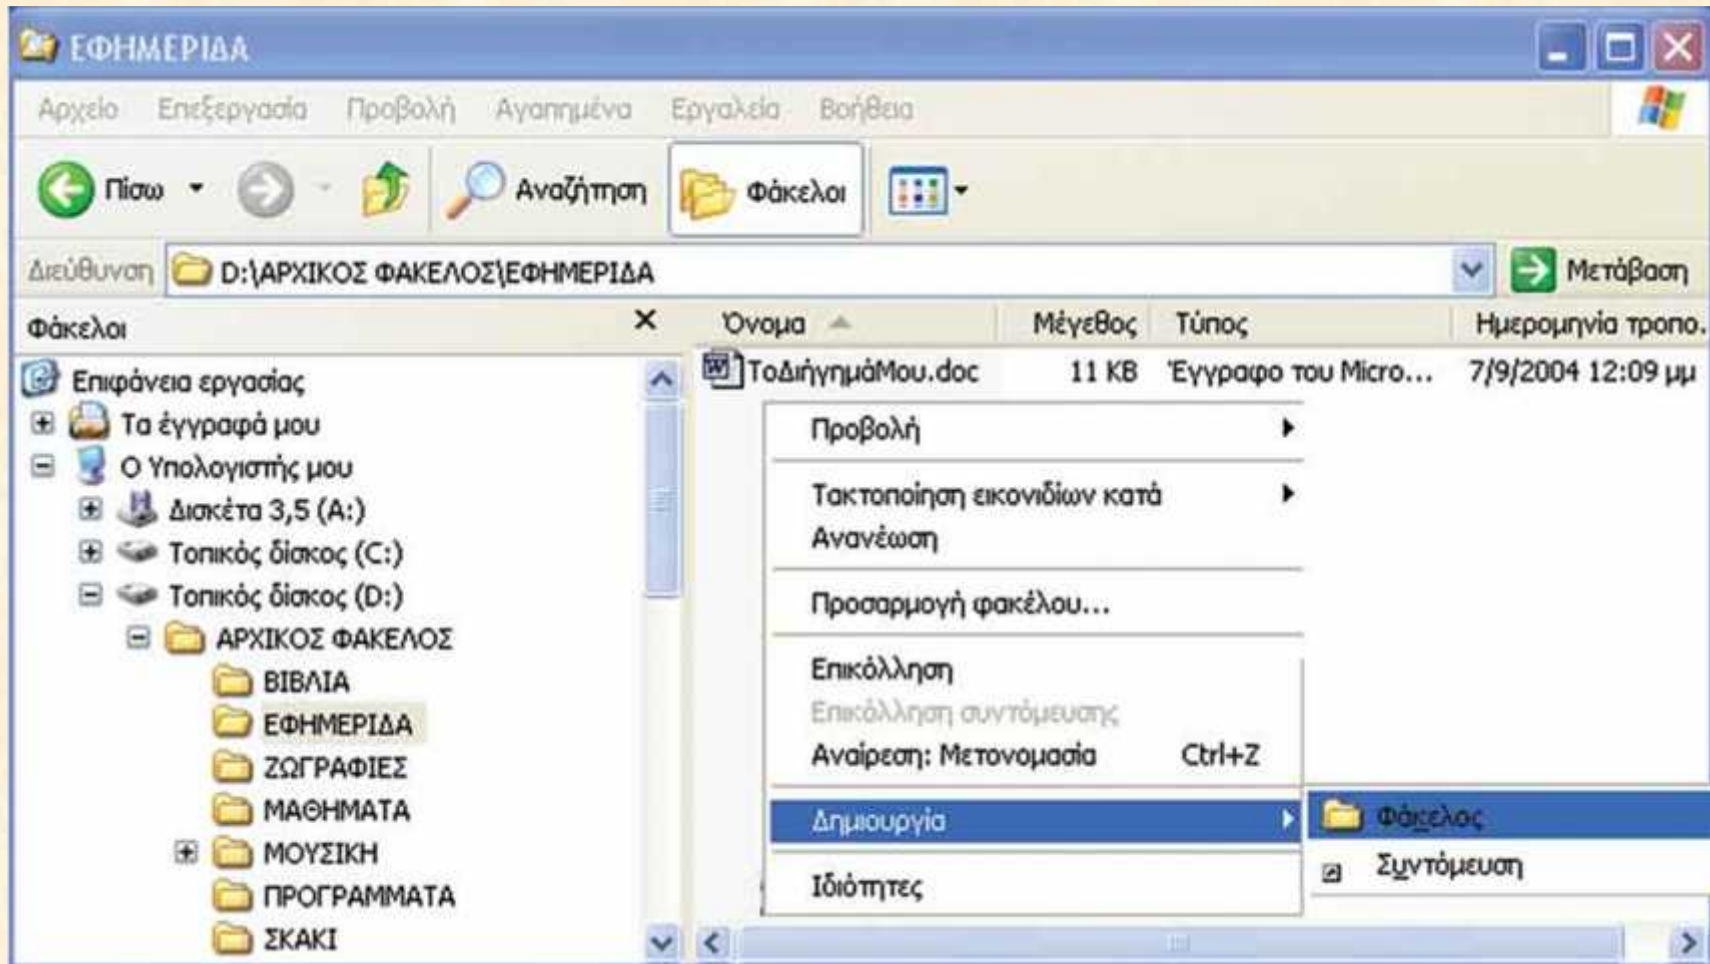 ΕΦΗΜΕΡΙΔΑ
Αρχείο Επεξεργασία Προβολή Αγαπημένα Εργαλεία Βοήθεια
Πίσω Αναζήτηση Φάκελοι
Διεύθυνση D:\ΑΡΧΙΚΟΣ ΦΑΚΕΛΟΣ\ΕΦΗΜΕΡΙΔΑ Μετάβαση
Φάκελοι
Επιφάνεια εργασίας
Τα έγγραφά μου
Ο Υπολογιστής μου
Δισκέτα 3,5 (A:)
Τοπικός δίσκος (C:)
Τοπικός δίσκος (D:)
ΑΡΧΙΚΟΣ ΦΑΚΕΛΟΣ
ΒΙΒΛΙΑ
ΕΦΗΜΕΡΙΔΑ
ΖΩΓΡΑΦΙΕΣ
ΜΑΘΗΜΑΤΑ
ΜΟΥΣΙΚΗ
ΠΡΟΓΡΑΜΜΑΤΑ
ΣΚΑΚΙ
Όνομα Μέγεθος Τύπος Ημερομηνία τροπο.
ΤοΔιήγημάΜου.doc 11 KB Έγγραφο του Micro... 7/9/2004 12:09 μμ
Προβολή
Τακτοποίηση εικονιδίων κατά
Ανανέωση
Προσαρμογή φακέλου...
Επικόλληση
Επικόλληση συντόμευσης
Αναίρεση: Μετονομασία Ctrl+Z
Δημιουργία
Ιδιότητες
Φάκελος
Συντόμευση